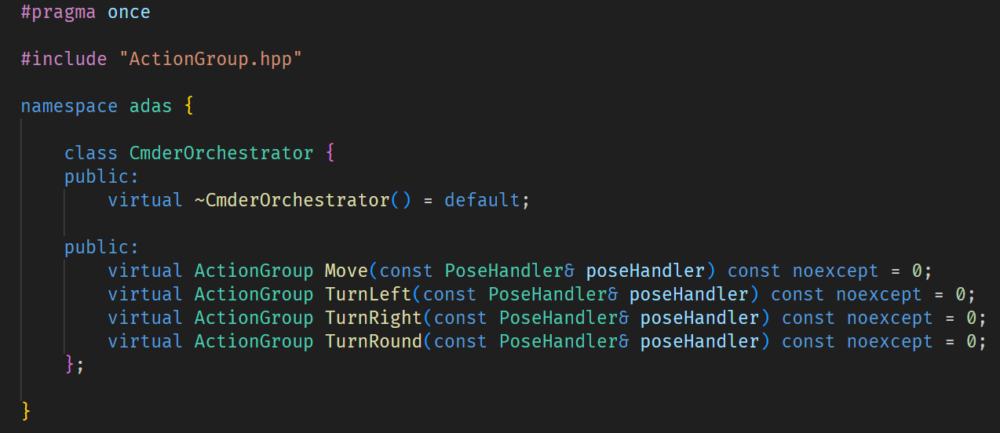 #pragma once
#include "ActionGroup.hpp"
namespace adas {
class CmderOrchestrator {
public:
virtual ~CmderOrchestrator() = default;
public:
virtual ActionGroup Move(const PoseHandler& poseHandler) const noexcept = 0;
virtual ActionGroup TurnLeft(const PoseHandler& poseHandler) const noexcept = 0;
virtual ActionGroup TurnRight(const PoseHandler& poseHandler) const noexcept = 0;
virtual ActionGroup TurnRound(const PoseHandler& poseHandler) const noexcept = 0;
};
}